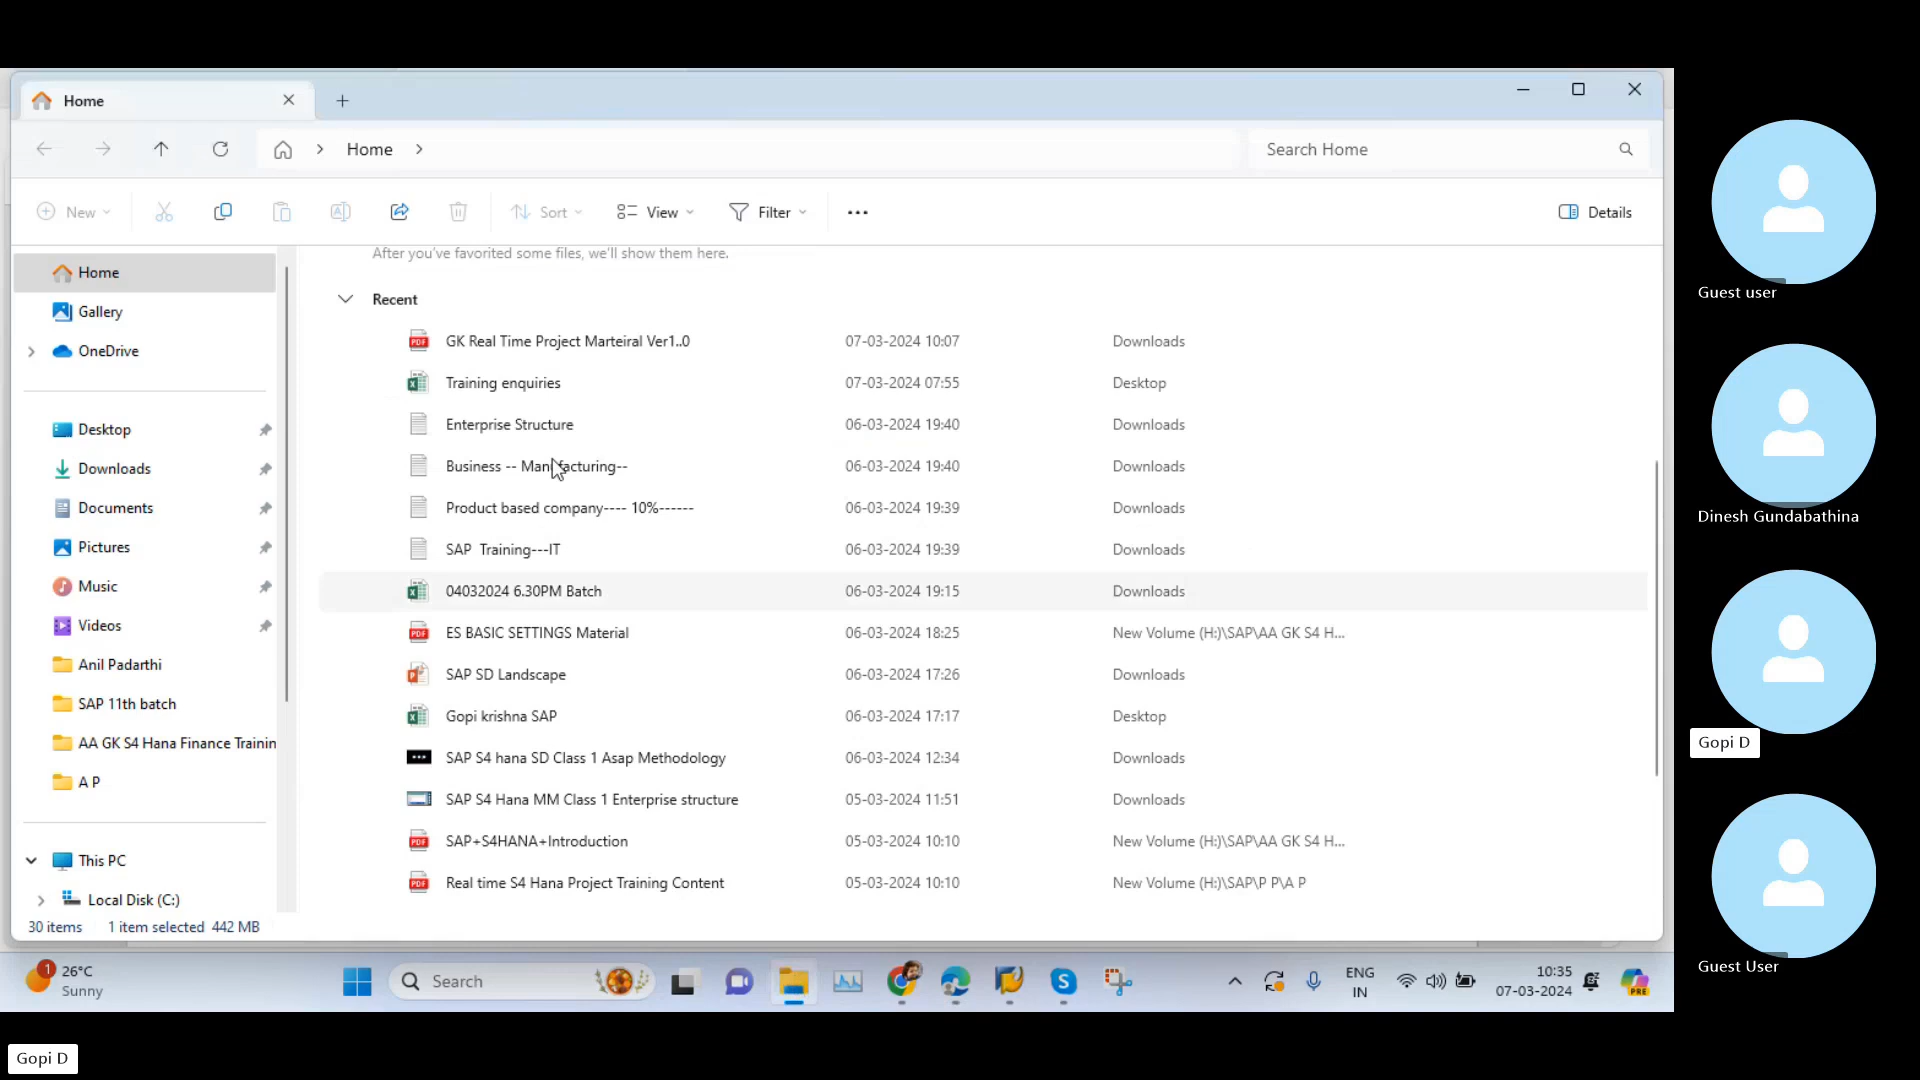 Home
Home
Search Home
New
Sort
View
Filter
Details
Home
Gallery
OneDrive
Desktop
Downloads
Documents
Pictures
Music
Videos
Anil Padarthi
SAP 11th batch
AA GK S4 Hana Finance Trainin
A P
This PC
Local Disk (C:)
30 items 1 item selected 442 MB
After you've favorited some files, we'll show them here.
Recent
GK Real Time Project Marteiral Ver1..0 07-03-2024 10:07 Downloads
Training enquiries 07-03-2024 07:55 Desktop
Enterprise Structure 06-03-2024 19:40 Downloads
Business -- Manufacturing-- 06-03-2024 19:40 Downloads
Product based company---- 10%------ 06-03-2024 19:39 Downloads
SAP Training---IT 06-03-2024 19:39 Downloads
04032024 6.30PM Batch 06-03-2024 19:15 Downloads
ES BASIC SETTINGS Material 06-03-2024 18:25 New Volume (H:)\SAP\AA GK S4 H...
SAP SD Landscape 06-03-2024 17:26 Downloads
Gopi krishna SAP 06-03-2024 17:17 Desktop
SAP S4 hana SD Class 1 Asap Methodology 06-03-2024 12:34 Downloads
SAP S4 Hana MM Class 1 Enterprise structure 05-03-2024 11:51 Downloads
SAP+S4HANA+Introduction 05-03-2024 10:10 New Volume (H:)\SAP\AA GK S4 H...
Real time S4 Hana Project Training Content 05-03-2024 10:10 New Volume (H:)\SAP\P P\A P
1
26°C
Sunny
Search
ENG
IN
10:35
07-03-2024
PRE
Guest user
Dinesh Gundabathina
Gopi D
Guest User
Gopi D